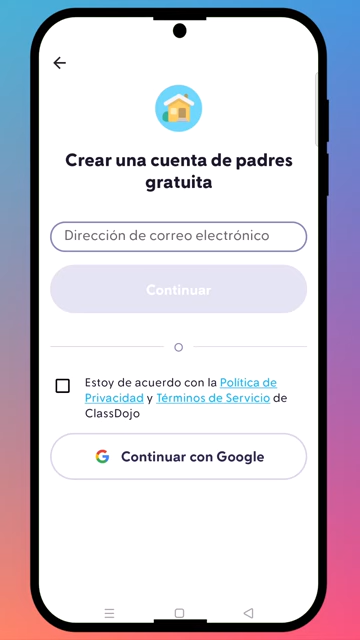 Crear una cuenta de padres
gratuita
Dirección de correo electrónico
Continuar
o
Estoy de acuerdo con la Política de
Privacidad y Términos de Servicio de
ClassDojo
Continuar con Google